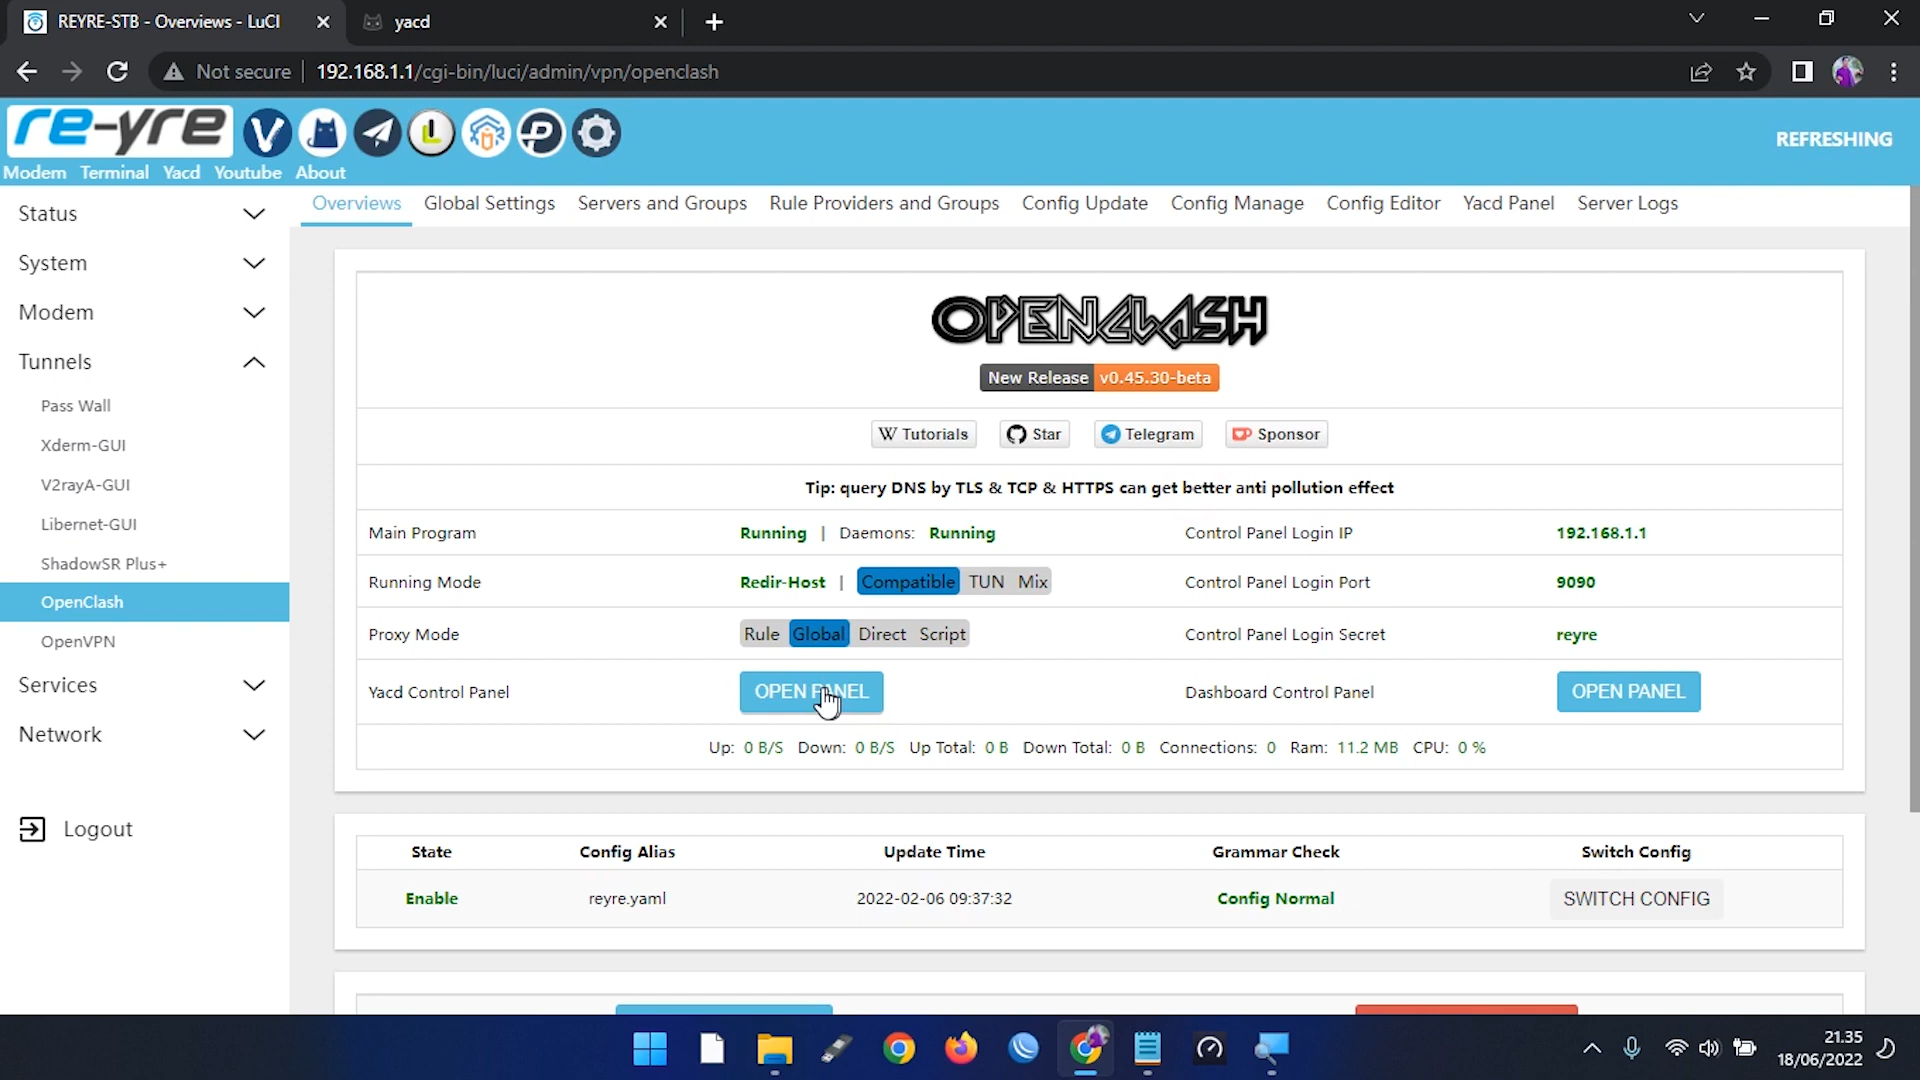 REYRE-STB - Overviews - LuCI
yacd
Not secure
192.168.1.1/cgi-bin/luci/admin/vpn/openclash
re-yre
REFRESHING
Modem Terminal Yacd Youtube About
Overviews Global Settings Servers and Groups Rule Providers and Groups Config Update Config Manage Config Editor Yacd Panel Server Logs
Status
System
Modem
Tunnels
Pass Wall
Xderm-GUI
V2rayA-GUI
Libernet-GUI
ShadowSR Plus+
OpenClash
OpenVPN
Services
Network
Logout
OPENCLASH
New Release v0.45.30-beta
W Tutorials Star Telegram Sponsor
Tip: query DNS by TLS & TCP & HTTPS can get better anti pollution effect
Main Program Running | Daemons: Running Control Panel Login IP 192.168.1.1
Running Mode Redir-Host | Compatible TUN Mix Control Panel Login Port 9090
Proxy Mode Rule Global Direct Script Control Panel Login Secret reyre
Yacd Control Panel OPEN PANEL Dashboard Control Panel OPEN PANEL
Up: 0 B/S Down: 0 B/S Up Total: 0 B Down Total: 0 B Connections: 0 Ram: 11.2 MB CPU: 0 %
State Config Alias Update Time Grammar Check Switch Config
Enable reyre.yaml 2022-02-06 09:37:32 Config Normal SWITCH CONFIG
21.35
18/06/2022